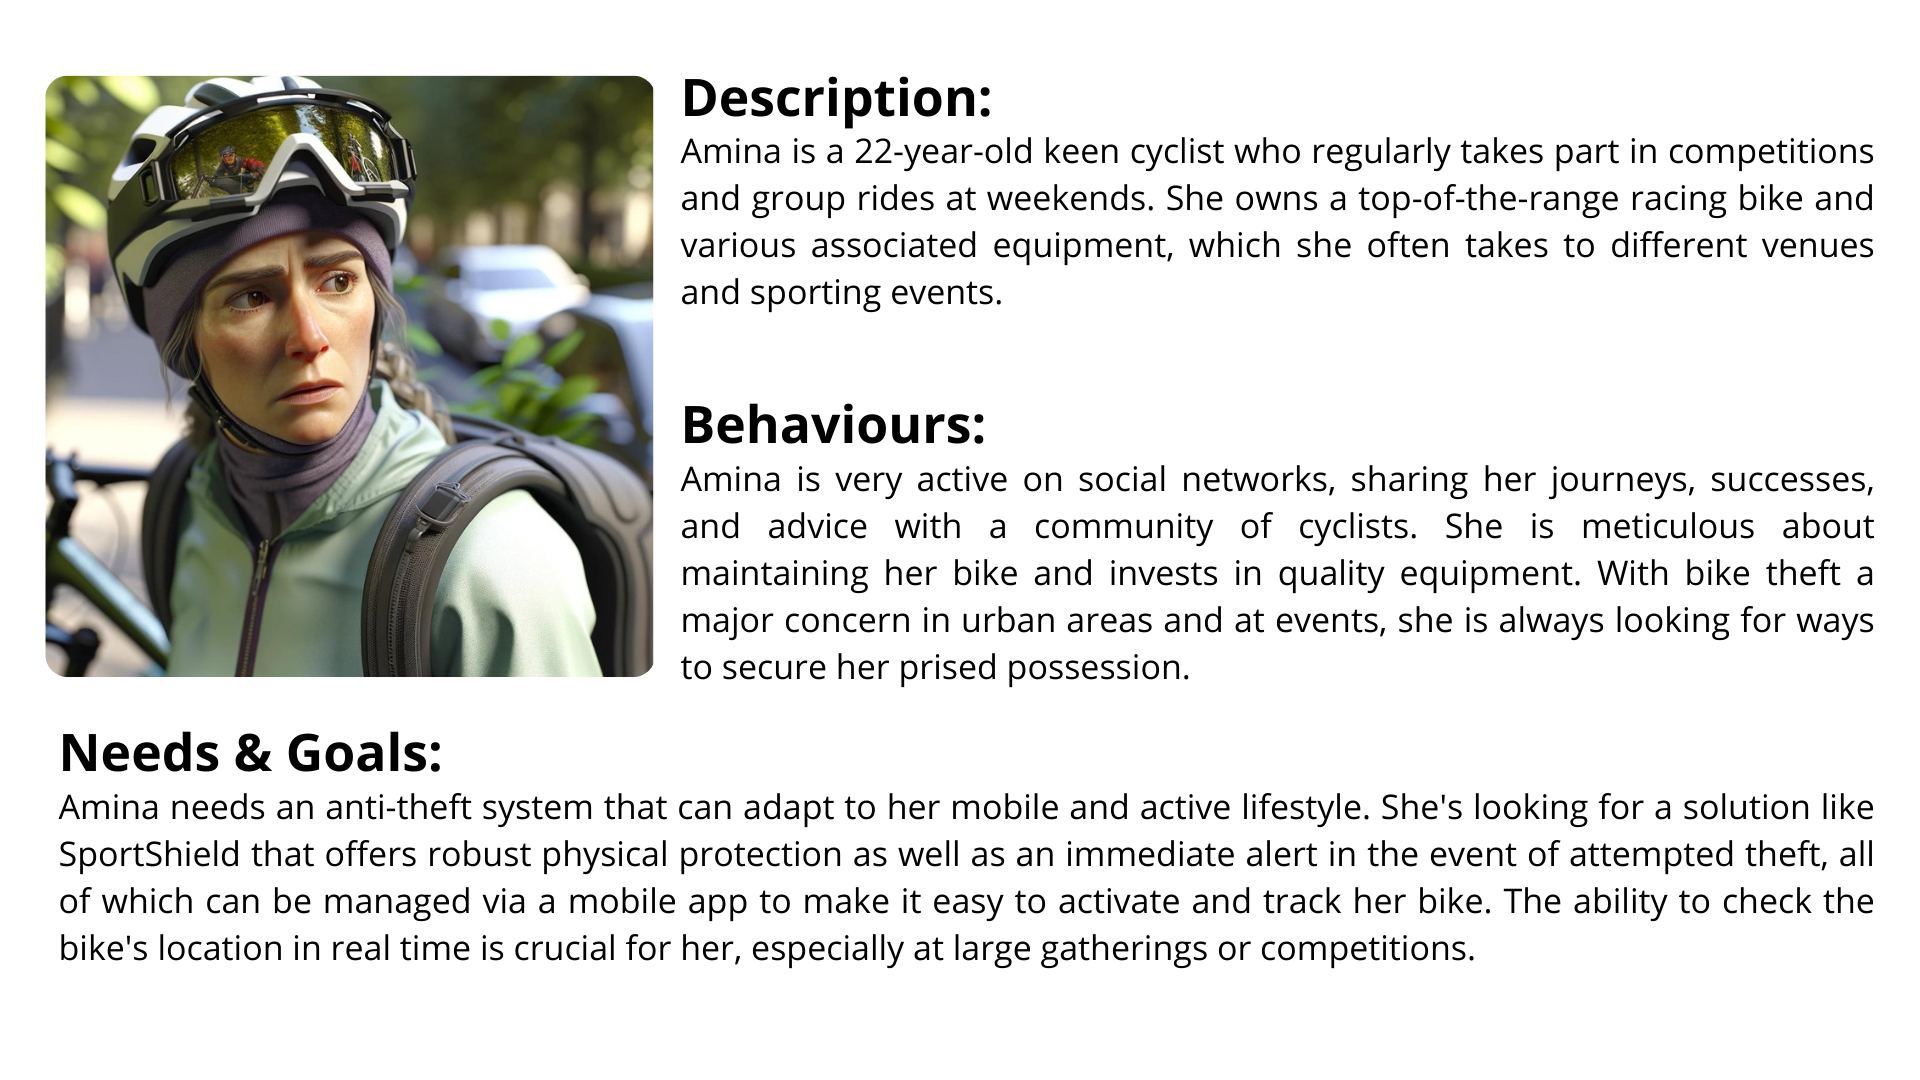 Description:
Amina is a 22-year-old keen cyclist who regularly takes part in competitions
and group rides at weekends. She owns a top-of-the-range racing bike and
various associated equipment, which she often takes to different venues
and sporting events.
Behaviours:
Amina is very active on social networks, sharing her journeys, successes,
and advice with a community of cyclists. She is meticulous about
maintaining her bike and invests in quality equipment. With bike theft a
major concern in urban areas and at events, she is always looking for ways
to secure her prised possession.
Needs & Goals:
Amina needs an anti-theft system that can adapt to her mobile and active lifestyle. She's looking for a solution like
SportShield that offers robust physical protection as well as an immediate alert in the event of attempted theft, all
of which can be managed via a mobile app to make it easy to activate and track her bike. The ability to check the
bike's location in real time is crucial for her, especially at large gatherings or competitions.